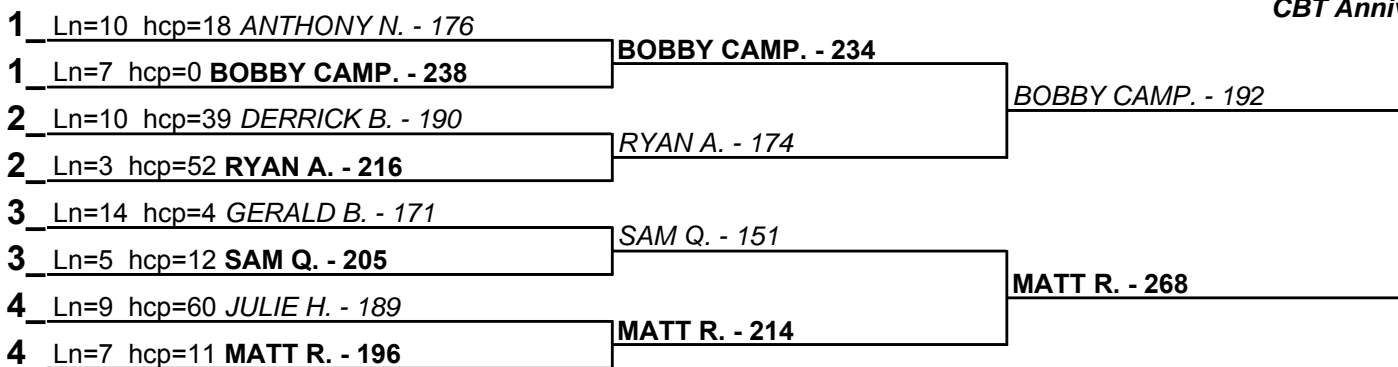 CBT Anniv
1_ Ln=10 hcp=18 ANTHONY N. - 176
BOBBY CAMP. - 234
1_ Ln=7 hcp=0 BOBBY CAMP. - 238
BOBBY CAMP. - 192
2_ Ln=10 hcp=39 DERRICK B. - 190
RYAN A. - 174
2_ Ln=3 hcp=52 RYAN A. - 216
3_ Ln=14 hcp=4 GERALD B. - 171
SAM Q. - 151
3_ Ln=5 hcp=12 SAM Q. - 205
MATT R. - 268
4_ Ln=9 hcp=60 JULIE H. - 189
MATT R. - 214
4 Ln=7 hcp=11 MATT R. - 196